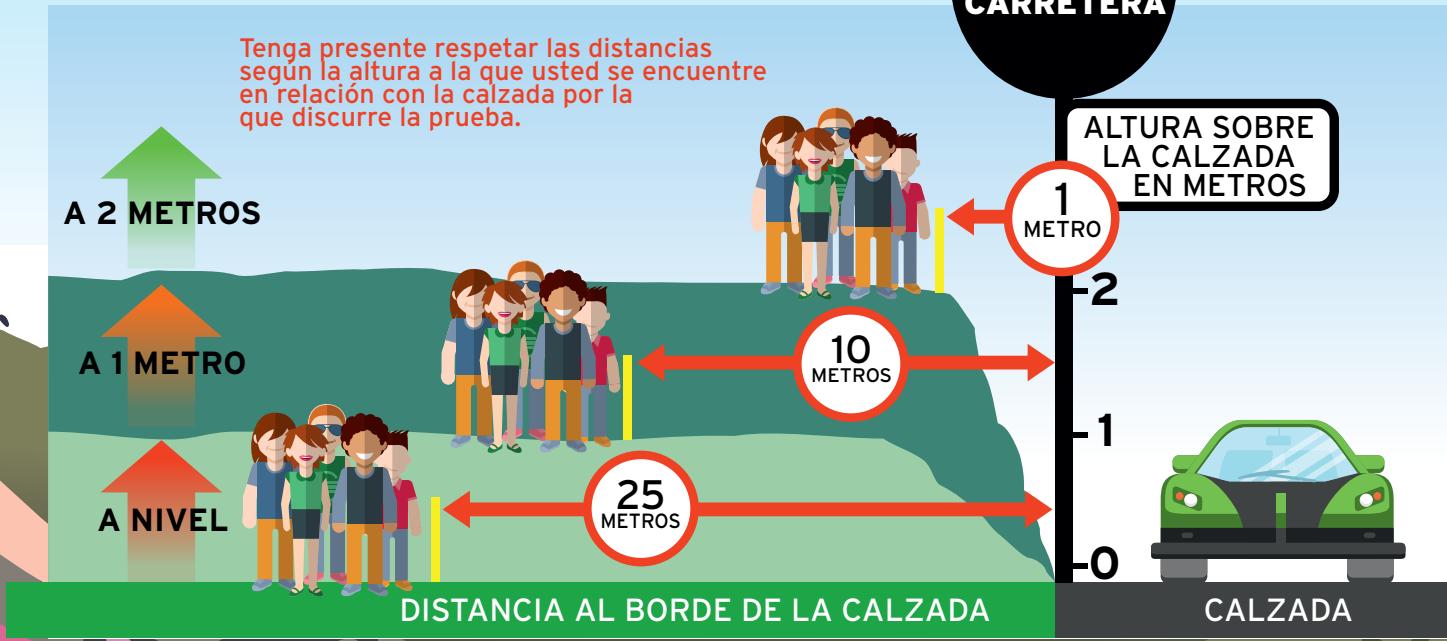 CARRETERA
Tenga presente respetar las distancias
según la altura a la que usted se encuentre
en relación con la calzada por la
que discurre la prueba.
ALTURA SOBRE
LA CALZADA
EN METROS
A 2 METROS
1
METRO
2
A 1 METRO
10
METROS
1
A NIVEL
25
METROS
0
DISTANCIA AL BORDE DE LA CALZADA
CALZADA